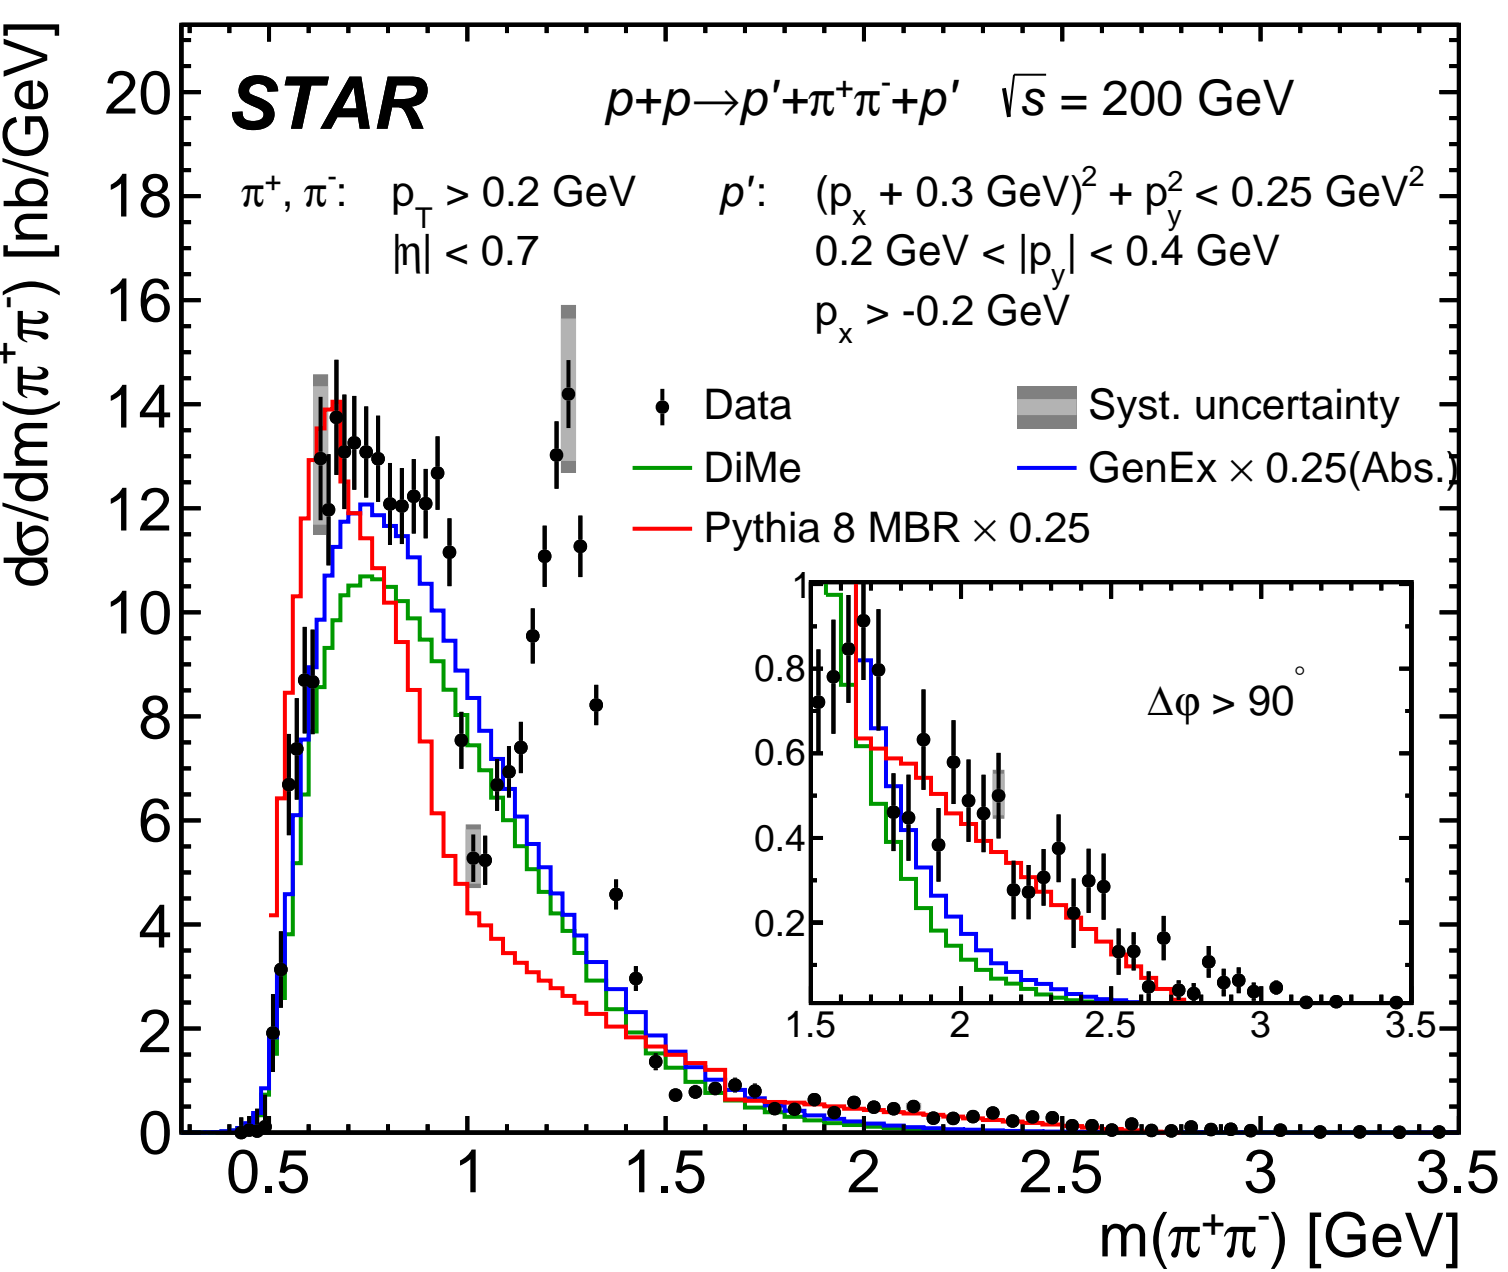 STAR p+p→p′+π⁺π⁻+p′ √s = 200 GeV
π⁺, π⁻: p_T > 0.2 GeV p′: (p_x + 0.3 GeV)² + p_y² < 0.25 GeV²
|η| < 0.7 0.2 GeV < |p_y| < 0.4 GeV
p_x > -0.2 GeV
Data Syst. uncertainty
DiMe GenEx × 0.25(Abs.)
Pythia 8 MBR × 0.25
dσ/dm(π⁺π⁻) [nb/GeV]
20
18
16
14
12
10
8
6
4
2
0
0.5 1 1.5 2 2.5 3 3.5
m(π⁺π⁻) [GeV]
Δφ > 90°
1
0.8
0.6
0.4
0.2
1.5 2 2.5 3 3.5